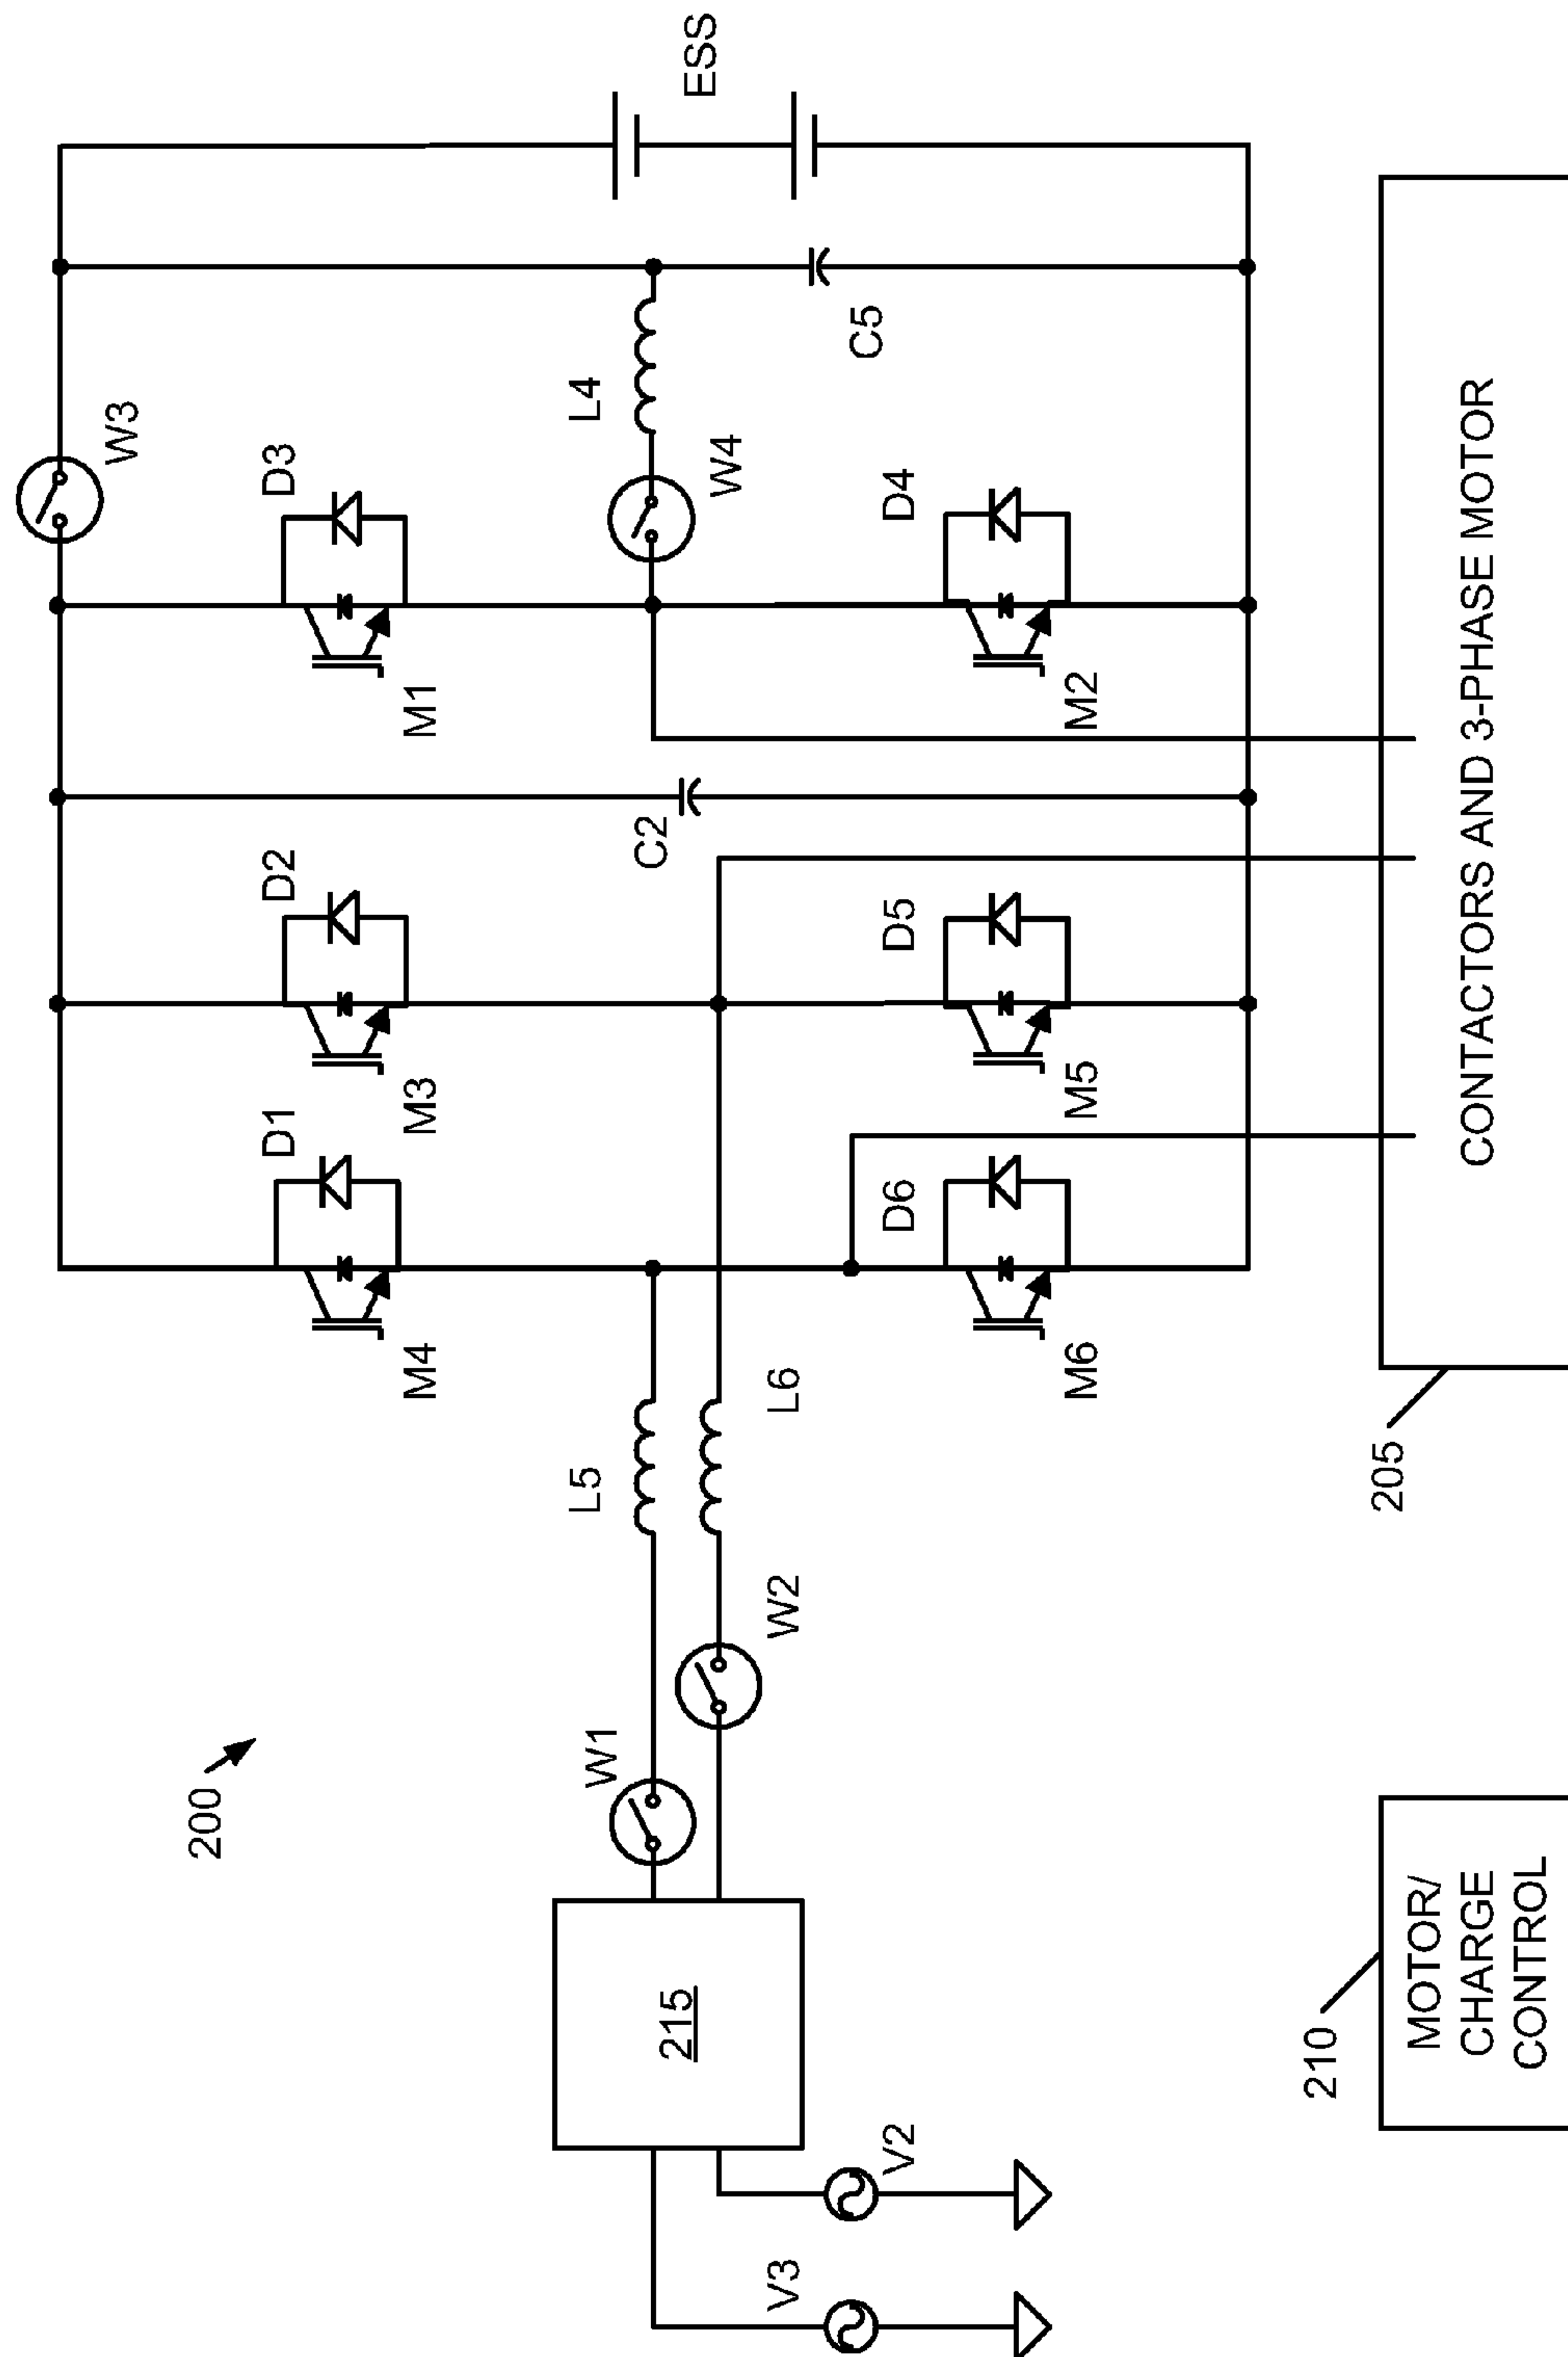 200
D1
D2
D3
W3
M4
M3
M1
L5
L4
ESS
W1
C2
W4
215
W2
L6
C5
V3
V2
D6
D5
D4
M6
M5
M2
210
205
MOTOR/
CHARGE
CONTROL
CONTACTORS AND 3-PHASE MOTOR